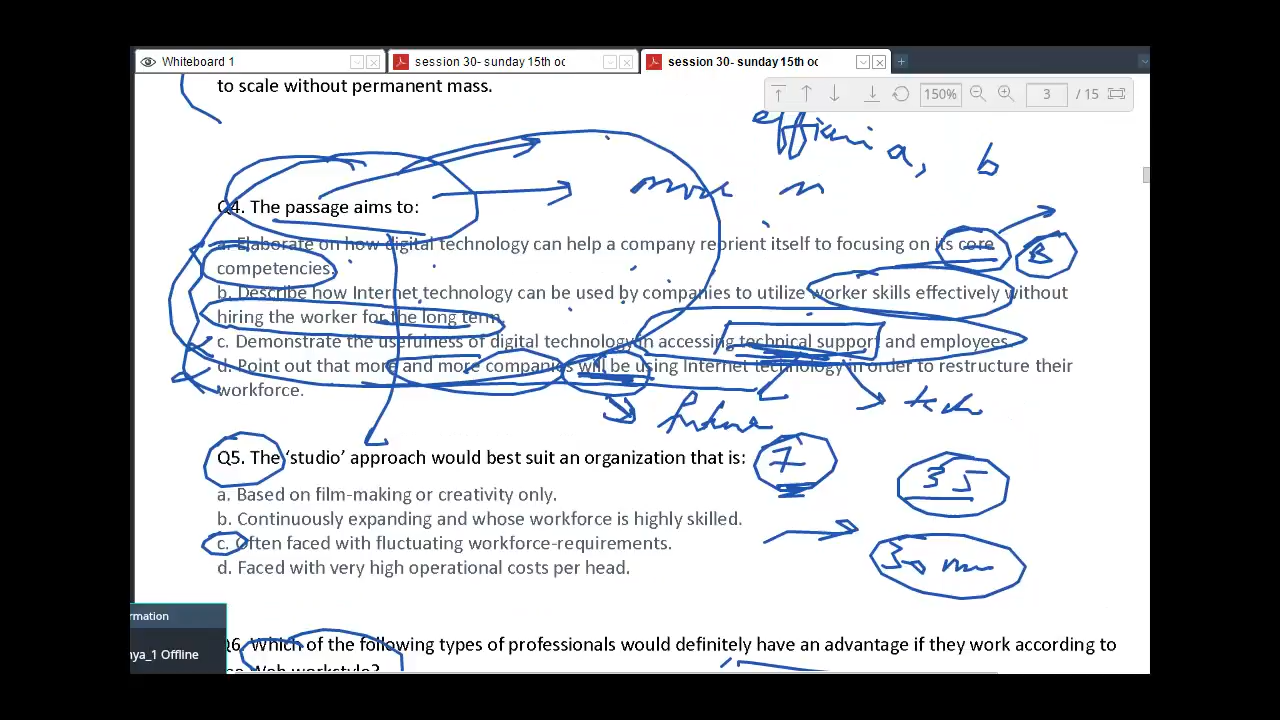 Whiteboard 1
session 30- sunday 15th oc
session 30- sunday 15th oc
to scale without permanent mass.
150%
3
/ 15
a, b
more
Q4. The passage aims to:
a. Elaborate on how digital technology can help a company reorient itself to focusing on its core
competencies.
B
b. Describe how Internet technology can be used by companies to utilize worker skills effectively without
hiring the worker for the long term.
c. Demonstrate the usefulness of digital technology in accessing technical support and employees.
d. Point out that more and more companies will be using Internet technology in order to restructure their
workforce.
future
tech
Q5. The ‘studio’ approach would best suit an organization that is:
7
35
a. Based on film-making or creativity only.
b. Continuously expanding and whose workforce is highly skilled.
c. Often faced with fluctuating workforce-requirements.
30
d. Faced with very high operational costs per head.
rmation
Q6. Which of the following types of professionals would definitely have an advantage if they work according to
nya_1 Offline
Web workstyle?